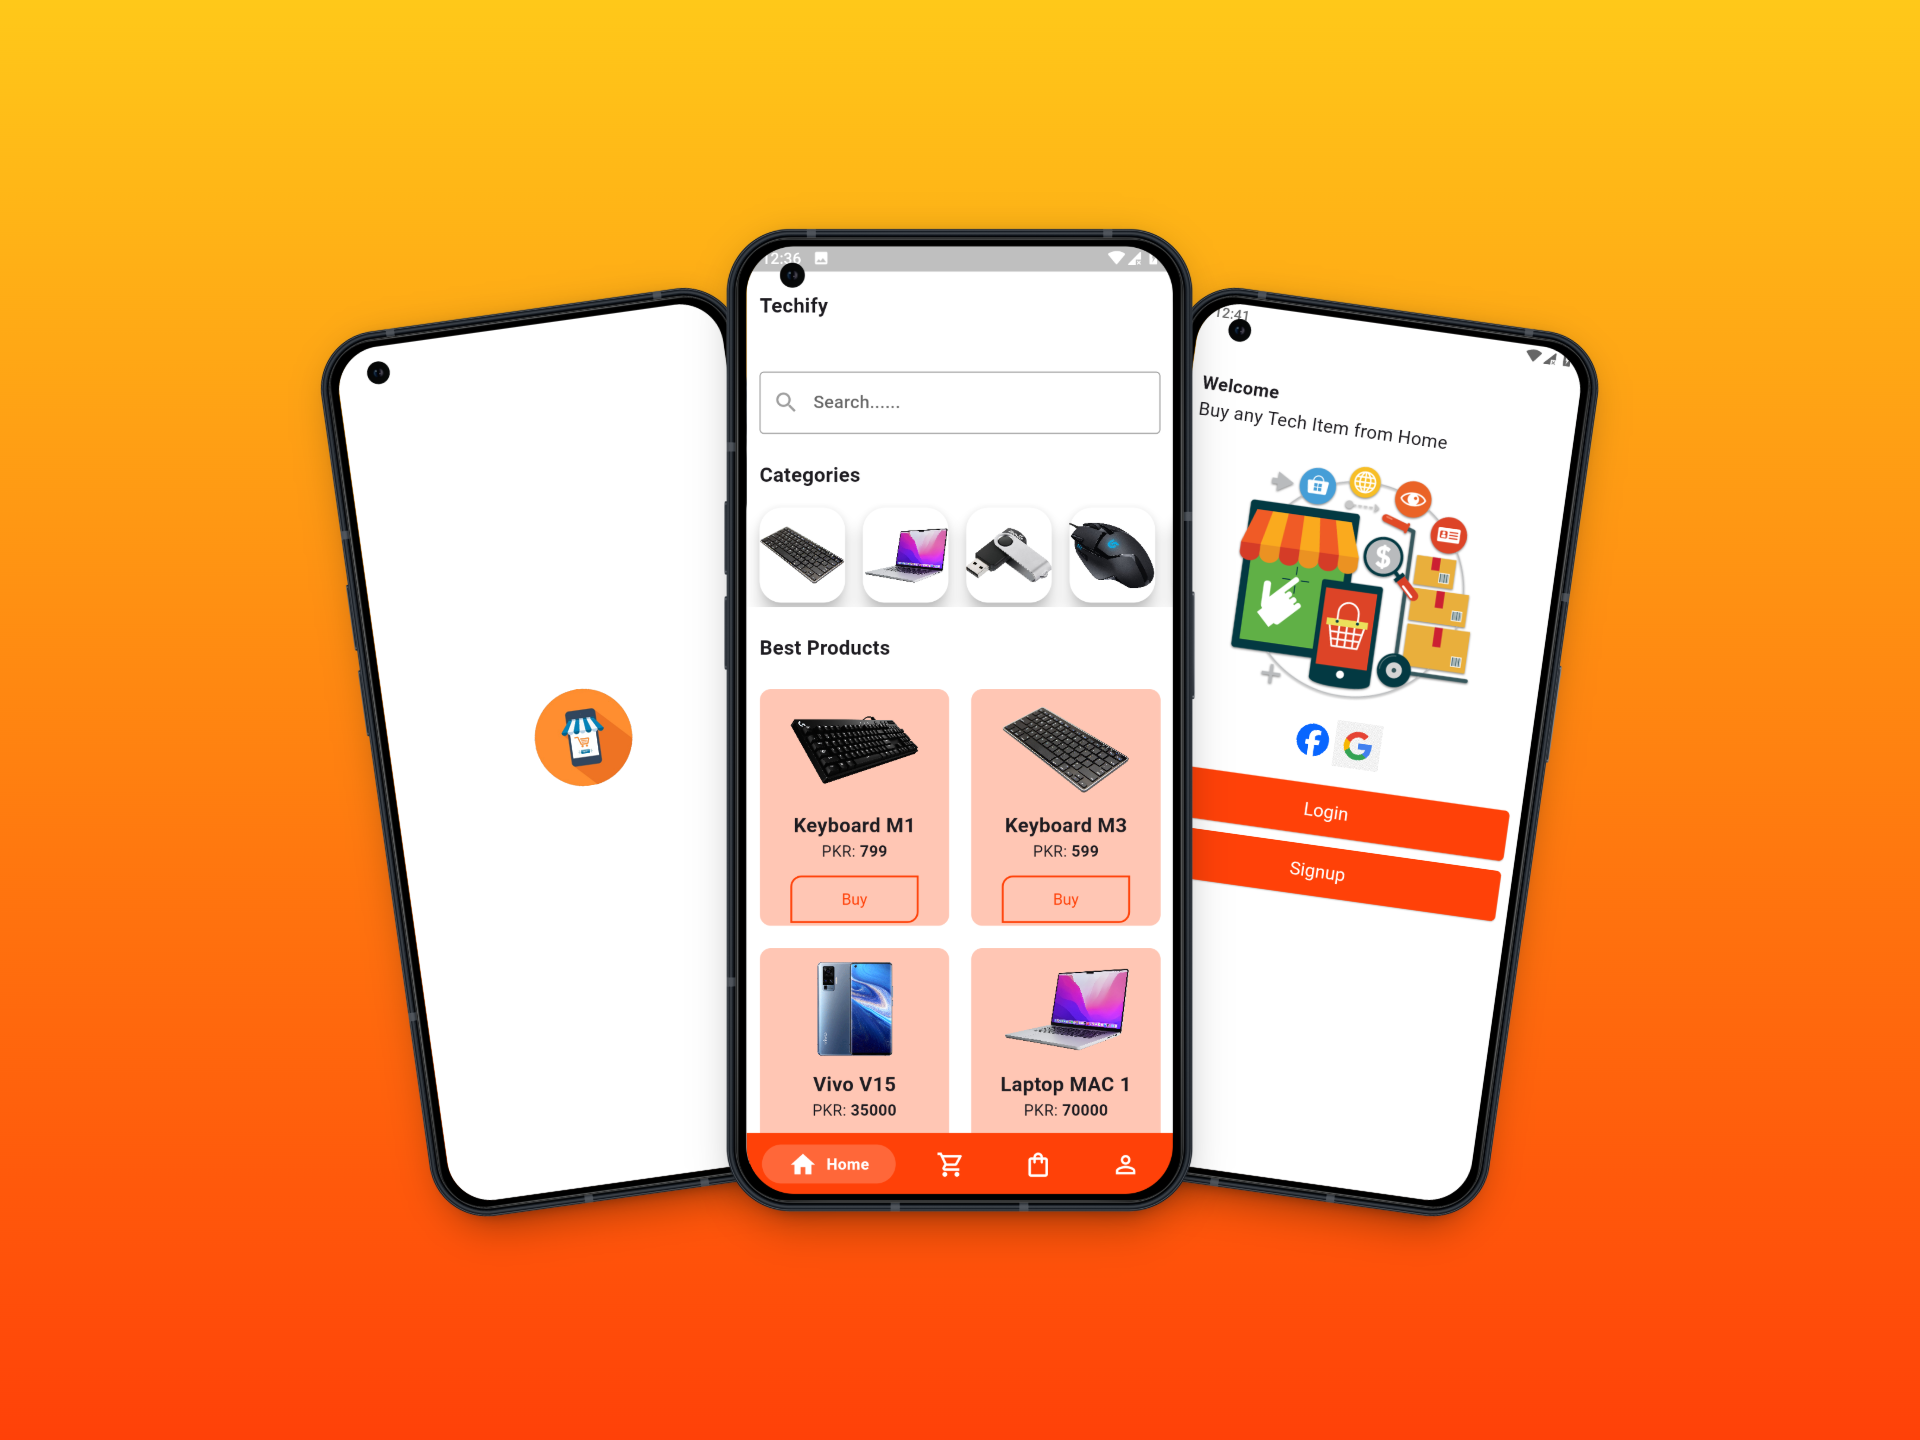 12:36
Techify
Search......
Categories
Best Products
Keyboard M1
PKR: 799
Buy
Keyboard M3
PKR: 599
Buy
Vivo V15
PKR: 35000
Laptop MAC 1
PKR: 70000
Home
12:41
Welcome
Buy any Tech Item from Home
$
Login
Signup